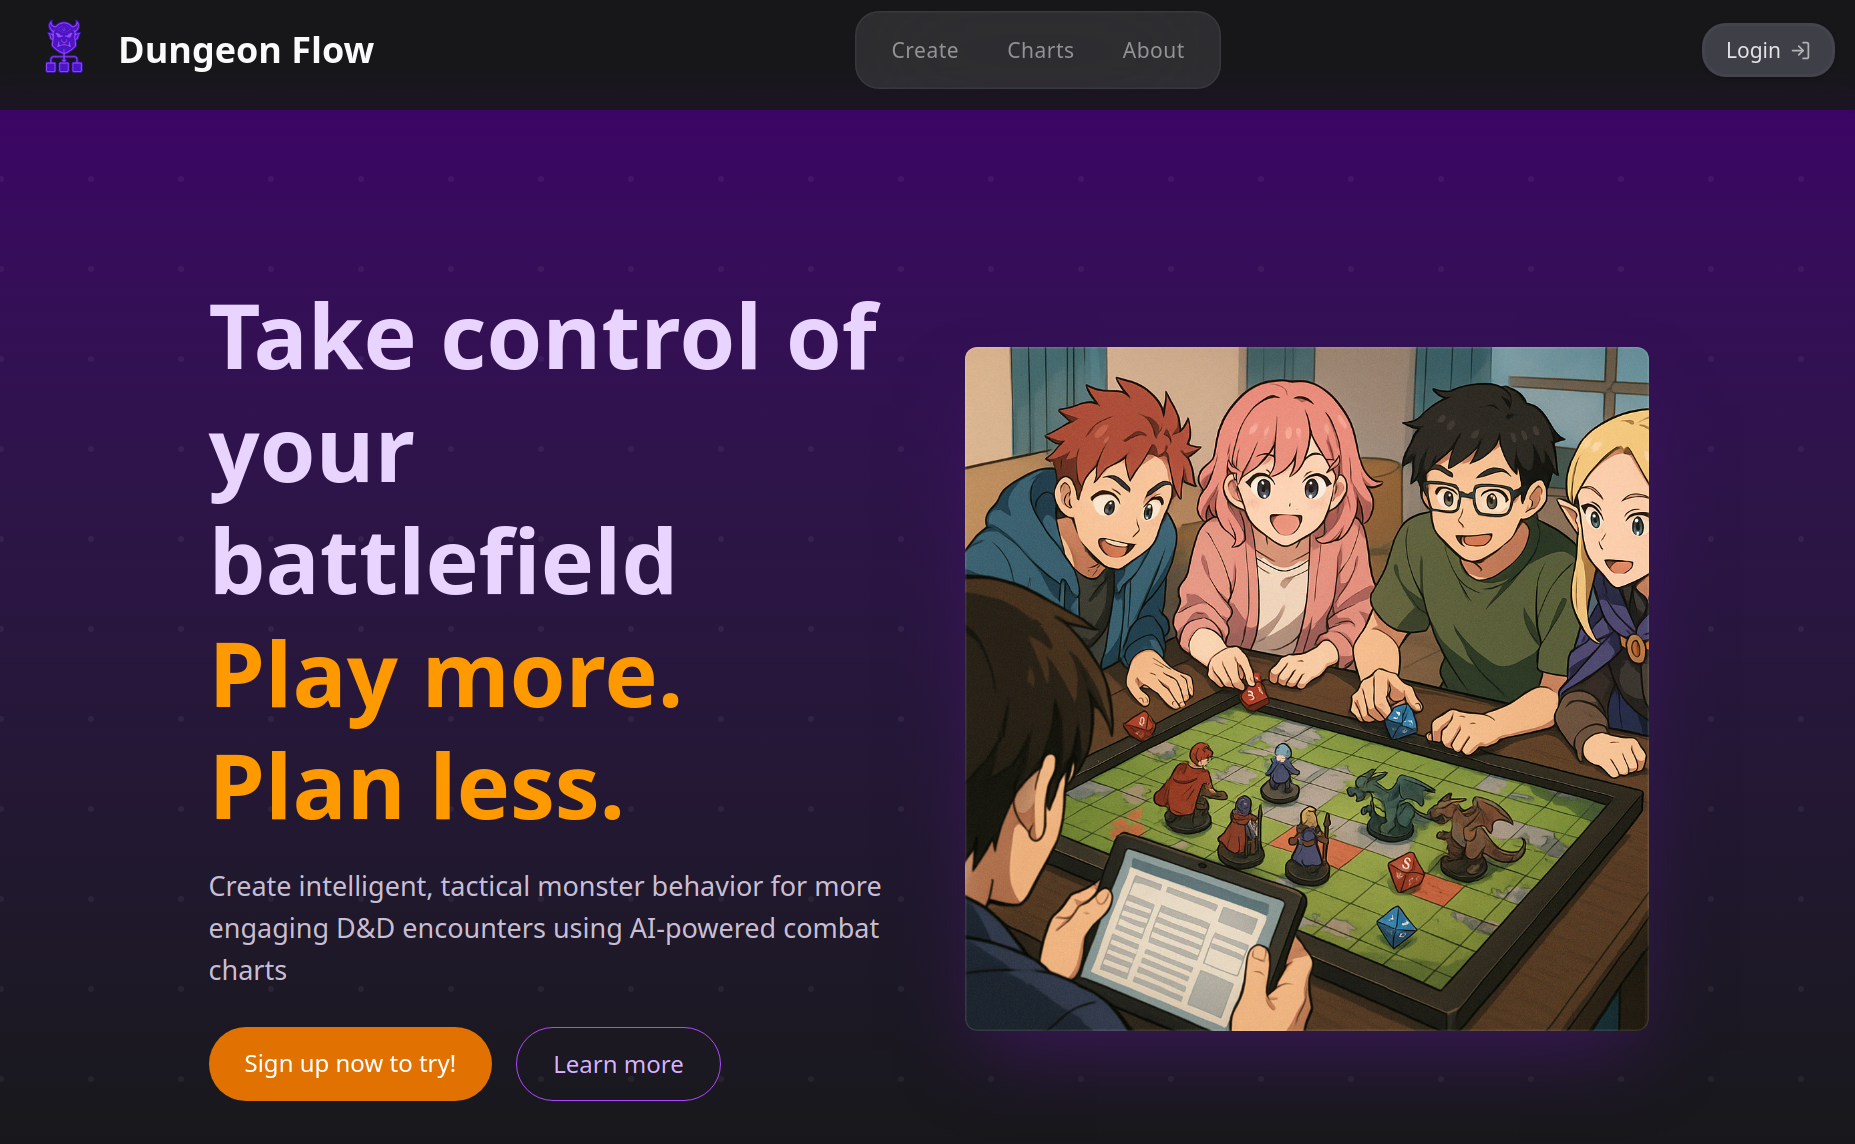 Dungeon Flow
Create
Charts
About
Login
Take control of
your
battlefield
Play more.
Plan less.
Create intelligent, tactical monster behavior for more
engaging D&D encounters using AI-powered combat
charts
Sign up now to try!
Learn more